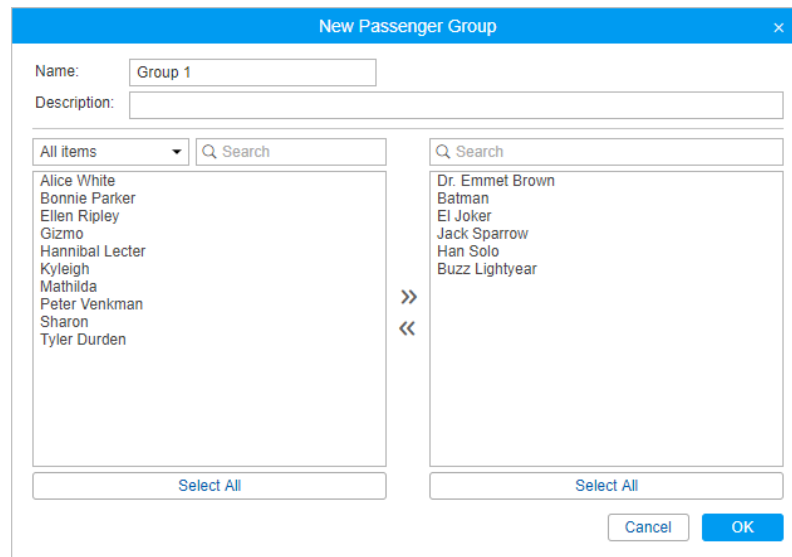 New Passenger Group ×
Name: Group 1
Description:
All items Search Search
Alice White
Bonnie Parker
Ellen Ripley
Gizmo
Hannibal Lecter
Kyleigh
Mathilda
Peter Venkman
Sharon
Tyler Durden
Dr. Emmet Brown
Batman
El Joker
Jack Sparrow
Han Solo
Buzz Lightyear
»
«
Select All Select All
Cancel OK